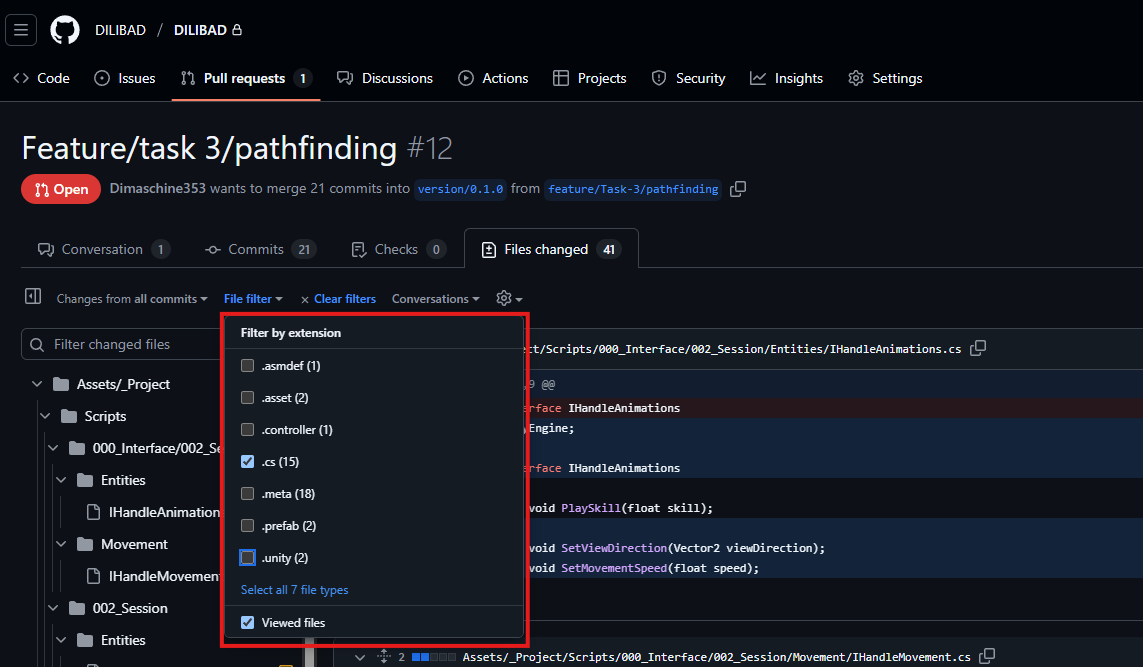 DILIBAD / DILIBAD
Code Issues Pull requests 1 Discussions Actions Projects Security Insights Settings
Feature/task 3/pathfinding #12
Open Dimaschine353 wants to merge 21 commits into version/0.1.0 from feature/Task-3/pathfinding
Conversation 1 Commits 21 Checks 0 Files changed 41
Changes from all commits File filter × Clear filters Conversations
Filter changed files
Assets/_Project
Scripts
000_Interface/002_Se
Entities
IHandleAnimation
Movement
IHandleMovement
002_Session
Entities
Filter by extension
.asmdef (1)
.asset (2)
.controller (1)
.cs (15)
.meta (18)
.prefab (2)
.unity (2)
Select all 7 file types
Viewed files
ct/Scripts/000_Interface/002_Session/Entities/IHandleAnimations.cs
9 @@
rface IHandleAnimations
yEngine;
rface IHandleAnimations
void PlaySkill(float skill);
void SetViewDirection(Vector2 viewDirection);
void SetMovementSpeed(float speed);
2 Assets/_Project/Scripts/000_Interface/002_Session/Movement/IHandleMovement.cs